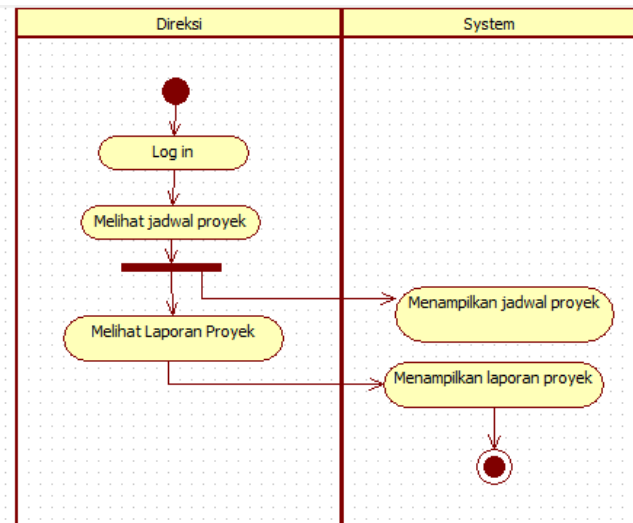 Direksi
System
Log in
Melihat jadwal proyek
Menampilkan jadwal proyek
Melihat Laporan Proyek
Menampilkan laporan proyek